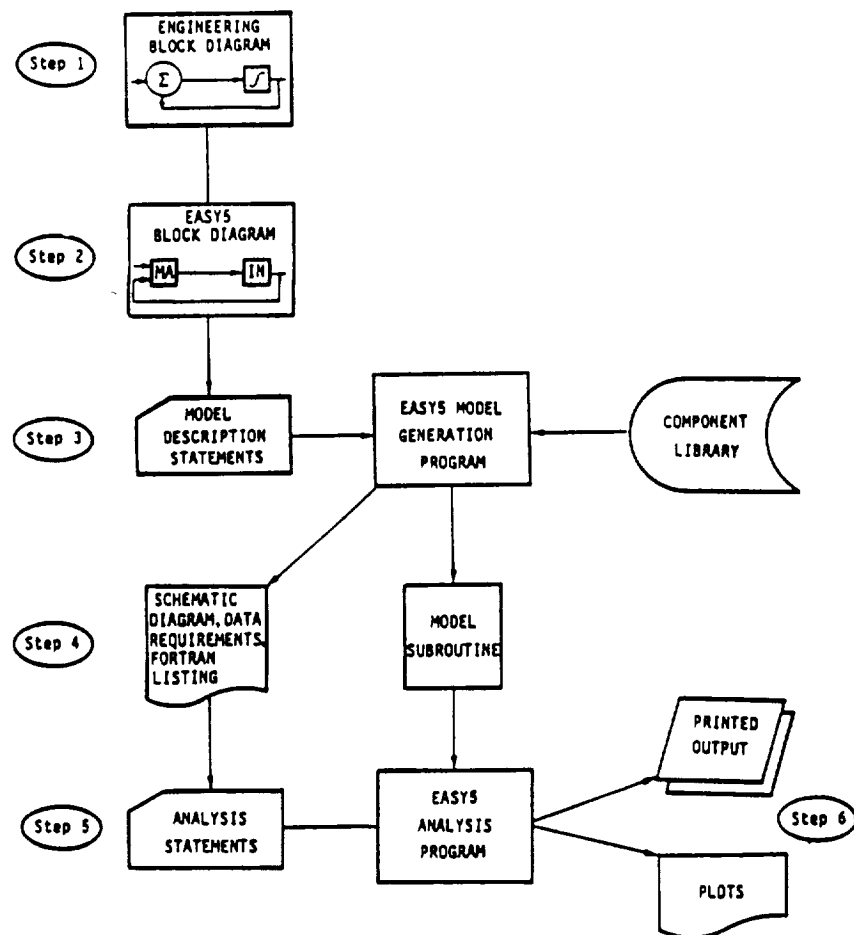 ENGINEERING
BLOCK DIAGRAM
Step 1
Σ
∫
EASY5
BLOCK DIAGRAM
Step 2
MA
IN
Step 3
MODEL
DESCRIPTION
STATEMENTS
EASY5 MODEL
GENERATION
PROGRAM
COMPONENT
LIBRARY
Step 4
SCHEMATIC
DIAGRAM, DATA
REQUIREMENTS,
FORTRAN
LISTING
MODEL
SUBROUTINE
Step 5
ANALYSIS
STATEMENTS
EASY5
ANALYSIS
PROGRAM
PRINTED
OUTPUT
Step 6
PLOTS